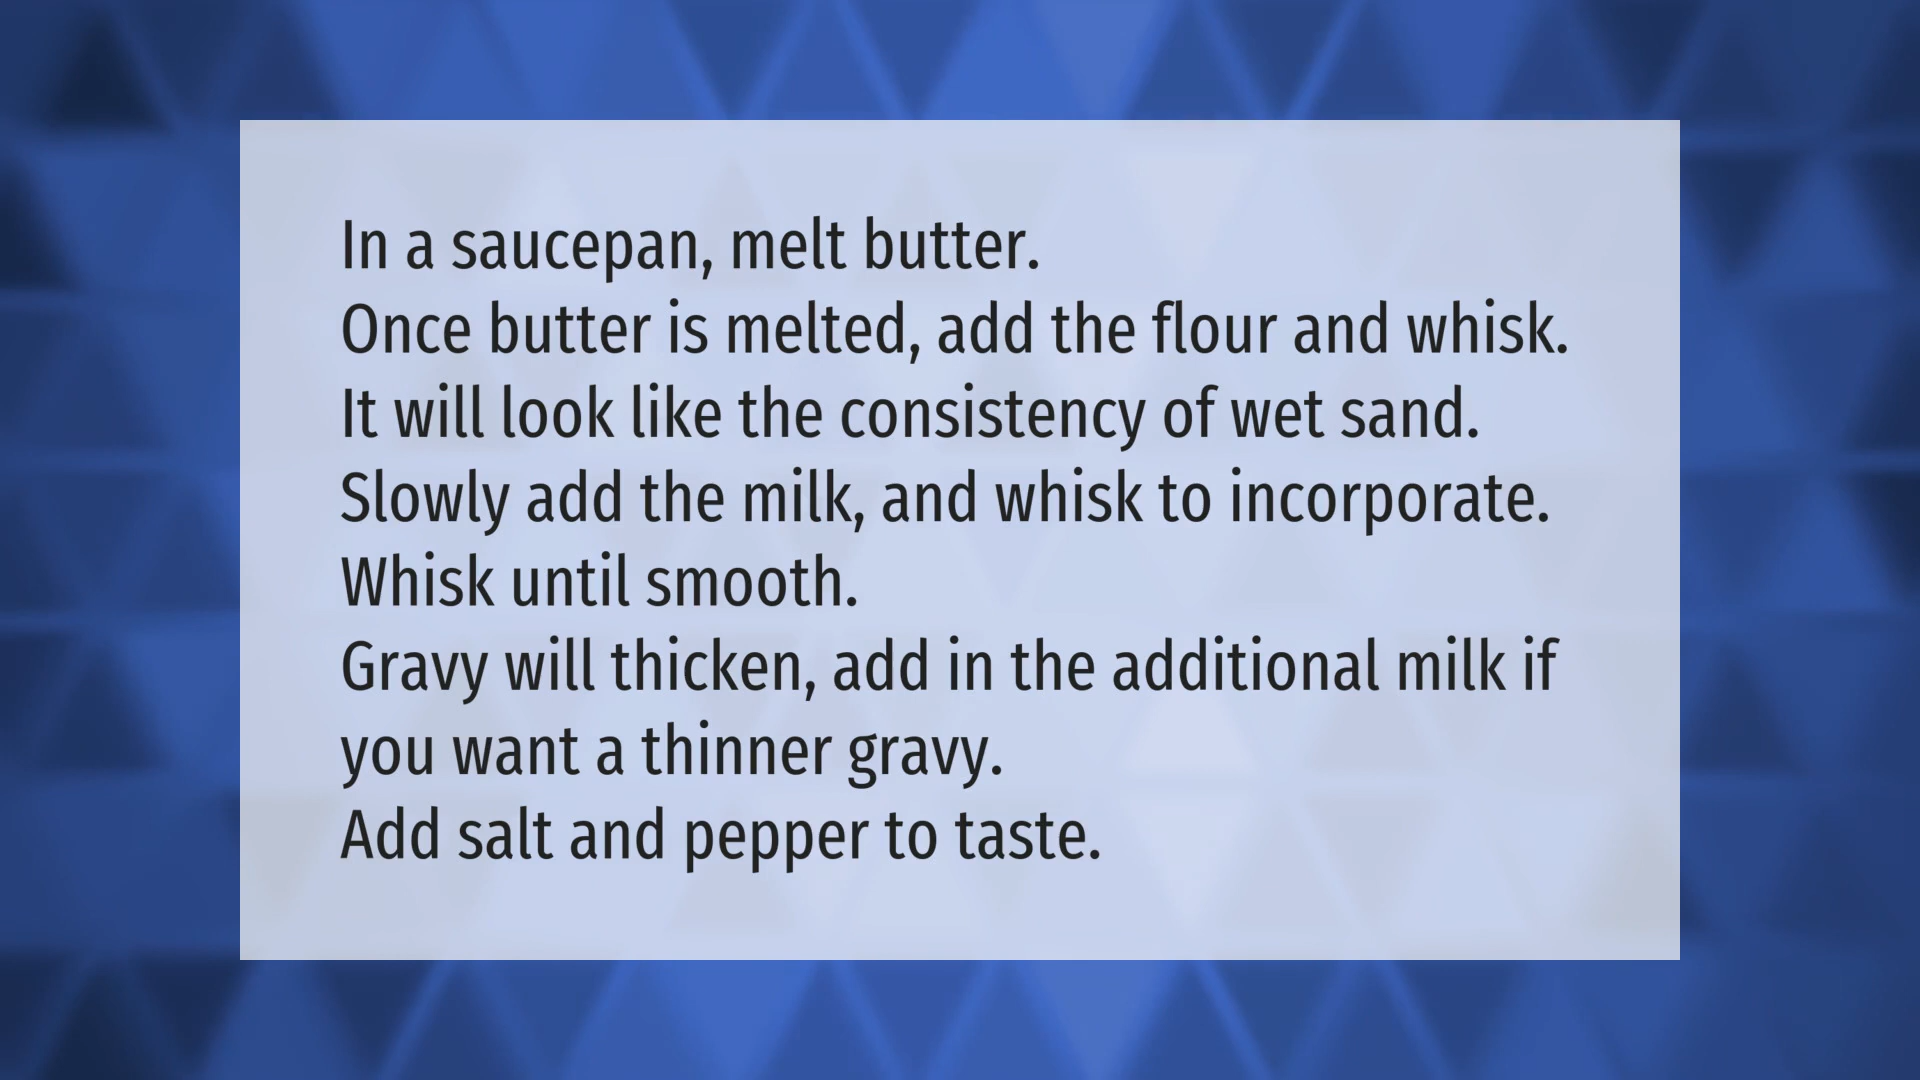 In a saucepan, melt butter.
Once butter is melted, add the flour and whisk.
It will look like the consistency of wet sand.
Slowly add the milk, and whisk to incorporate.
Whisk until smooth.
Gravy will thicken, add in the additional milk if
you want a thinner gravy.
Add salt and pepper to taste.